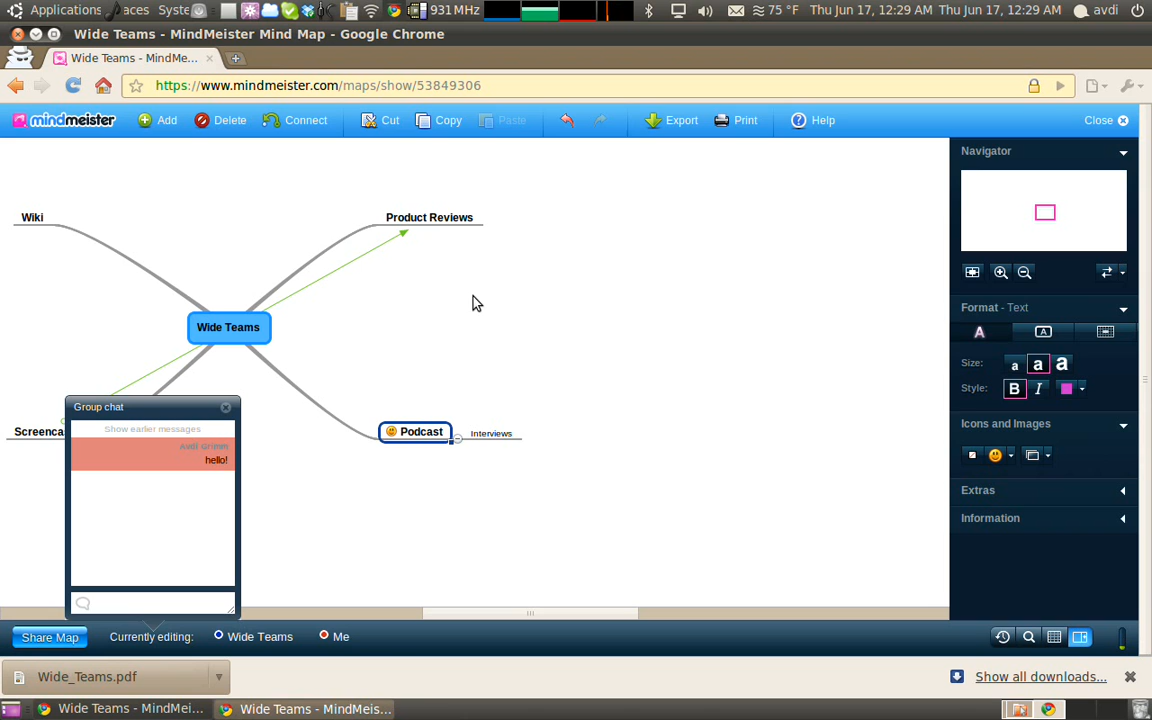 Applications aces Syste 931 MHz 75 °F Thu Jun 17, 12:29 AM Thu Jun 17, 12:29 AM avdi
Wide Teams - MindMeister Mind Map - Google Chrome
Wide Teams - MindMe...
https://www.mindmeister.com/maps/show/53849306
mindmeister Add Delete Connect Cut Copy Paste Export Print Help Close
Navigator
Wiki
Product Reviews
Wide Teams
Format - Text
Size: a a a
Style: B I
Icons and Images
Group chat
Show earlier messages
Avdi Grimm
hello!
Screenca
Podcast
Interviews
Extras
Information
Share Map Currently editing: Wide Teams Me
Wide_Teams.pdf
Show all downloads...
Wide Teams - MindMei... Wide Teams - MindMeis...